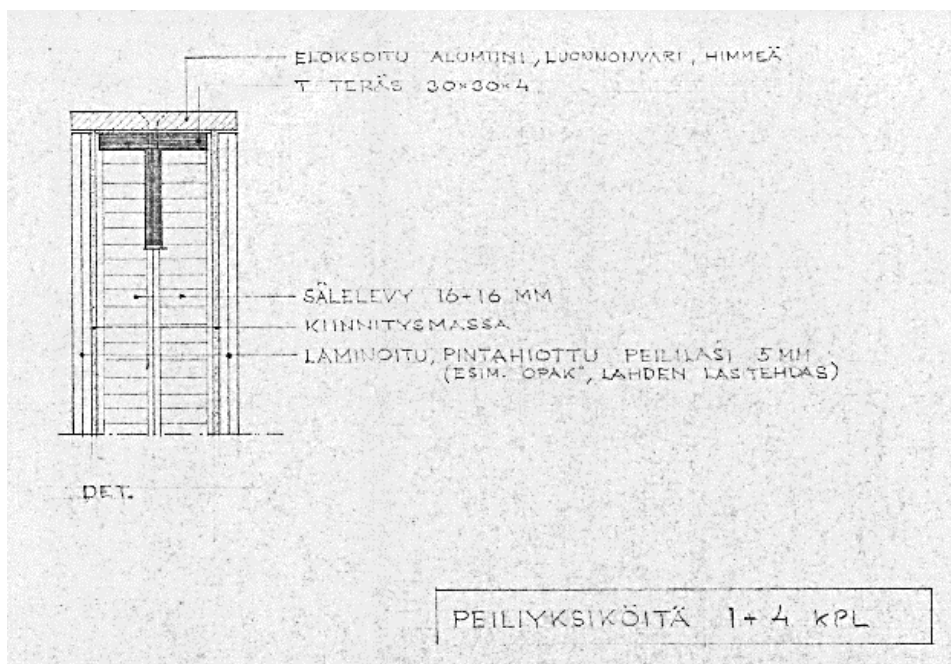 ELOKSOITU ALUMIINI, LUONNONVÄRI, HIMMEÄ
T TERÄS 30×30×4
SÄLELEVY 16+16 MM
KIINNITYSMASSA
LAMINOITU, PINTAHIOTTU PEILILASI 5 MM
(ESIM. "OPAK", LAHDEN LASITEHDAS)
DET.
PEILIYKSIKÖITÄ 1+4 KPL